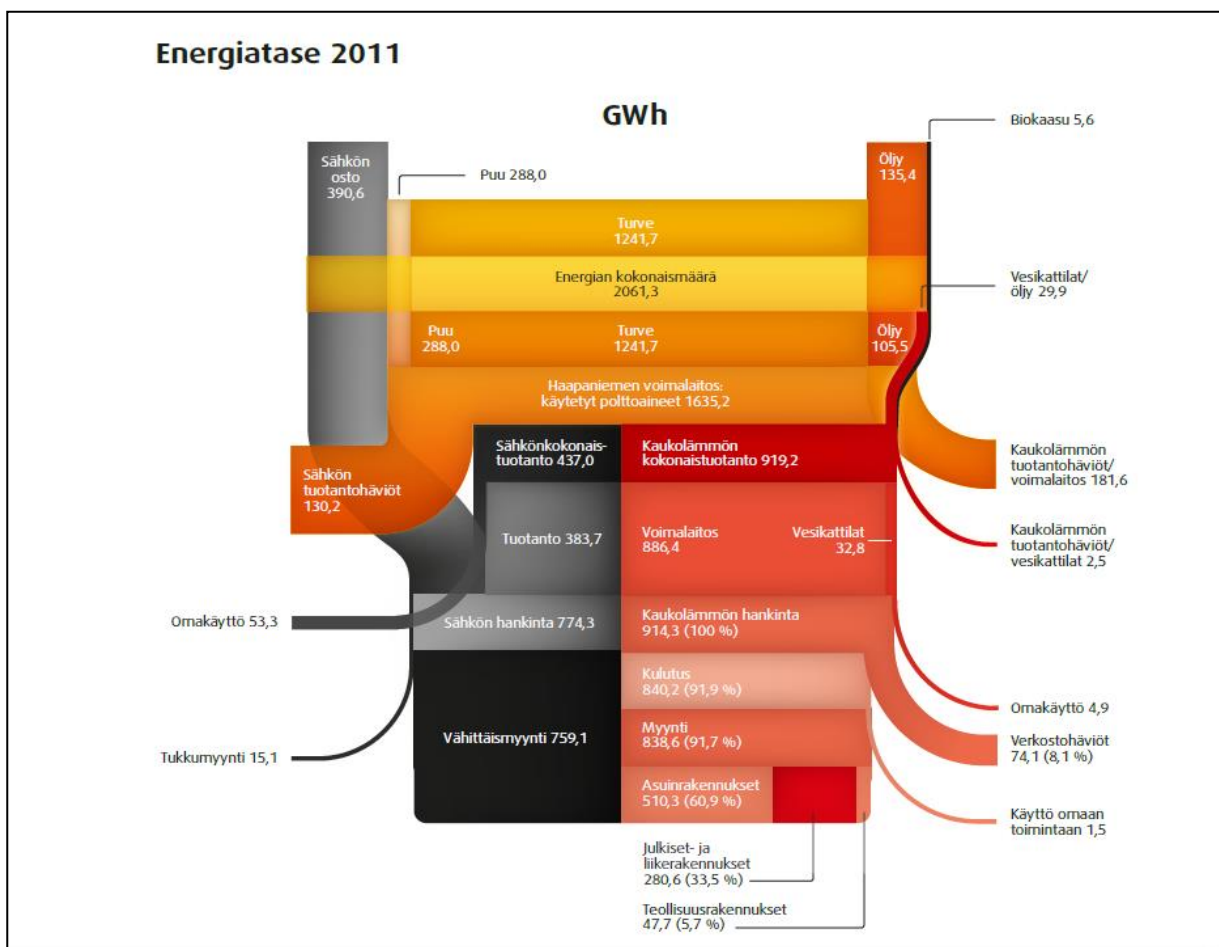 Energiatase 2011
GWh
Biokaasu 5,6
Sähkön
osto
390,6
Puu 288,0
Öljy
135,4
Turve
1241,7
Energian kokonaismäärä
2061,3
Vesikattilat/
öljy 29,9
Puu
288,0
Turve
1241,7
Öljy
105,5
Haapaniemen voimalaitos:
käytetyt polttoaineet 1635,2
Sähkönkokonais-
tuotanto 437,0
Kaukolämmön
kokonaistuotanto 919,2
Kaukolämmön
tuotantohäviöt/
voimalaitos 181,6
Sähkön
tuotantohäviöt
130,2
Tuotanto 383,7
Voimalaitos
886,4
Vesikattilat
32,8
Kaukolämmön
tuotantohäviöt/
vesikattilat 2,5
Omakäyttö 53,3
Sähkön hankinta 774,3
Kaukolämmön hankinta
914,3 (100 %)
Kulutus
840,2 (91,9 %)
Omakäyttö 4,9
Myynti
838,6 (91,7 %)
Vähittäismyynti 759,1
Verkostohäviöt
74,1 (8,1 %)
Tukkumyynti 15,1
Asuinrakennukset
510,3 (60,9 %)
Käyttö omaan
toimintaan 1,5
Julkiset- ja
liikerakennukset
280,6 (33,5 %)
Teollisuusrakennukset
47,7 (5,7 %)